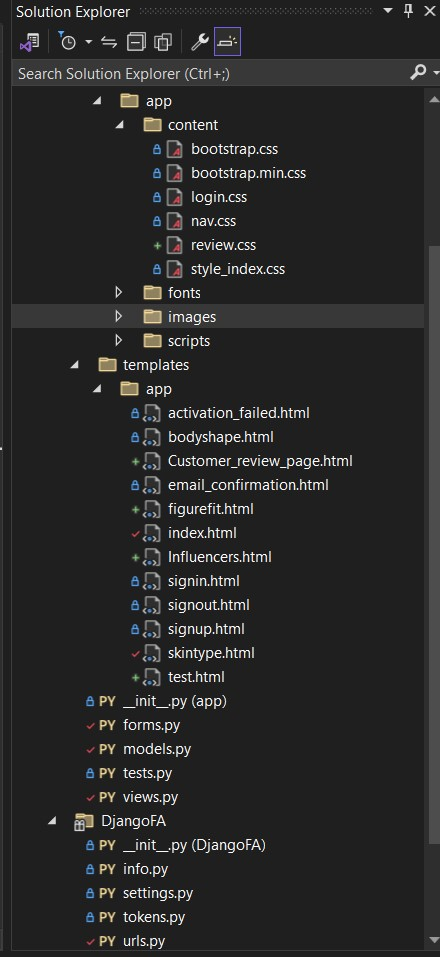 Solution Explorer
Search Solution Explorer (Ctrl+;)
app
content
bootstrap.css
bootstrap.min.css
login.css
nav.css
review.css
style_index.css
fonts
images
scripts
templates
app
activation_failed.html
bodyshape.html
Customer_review_page.html
email_confirmation.html
figurefit.html
index.html
Influencers.html
signin.html
signout.html
signup.html
skintype.html
test.html
PY __init__.py (app)
PY forms.py
PY models.py
PY tests.py
PY views.py
DjangoFA
PY __init__.py (DjangoFA)
PY info.py
PY settings.py
PY tokens.py
PY urls.py